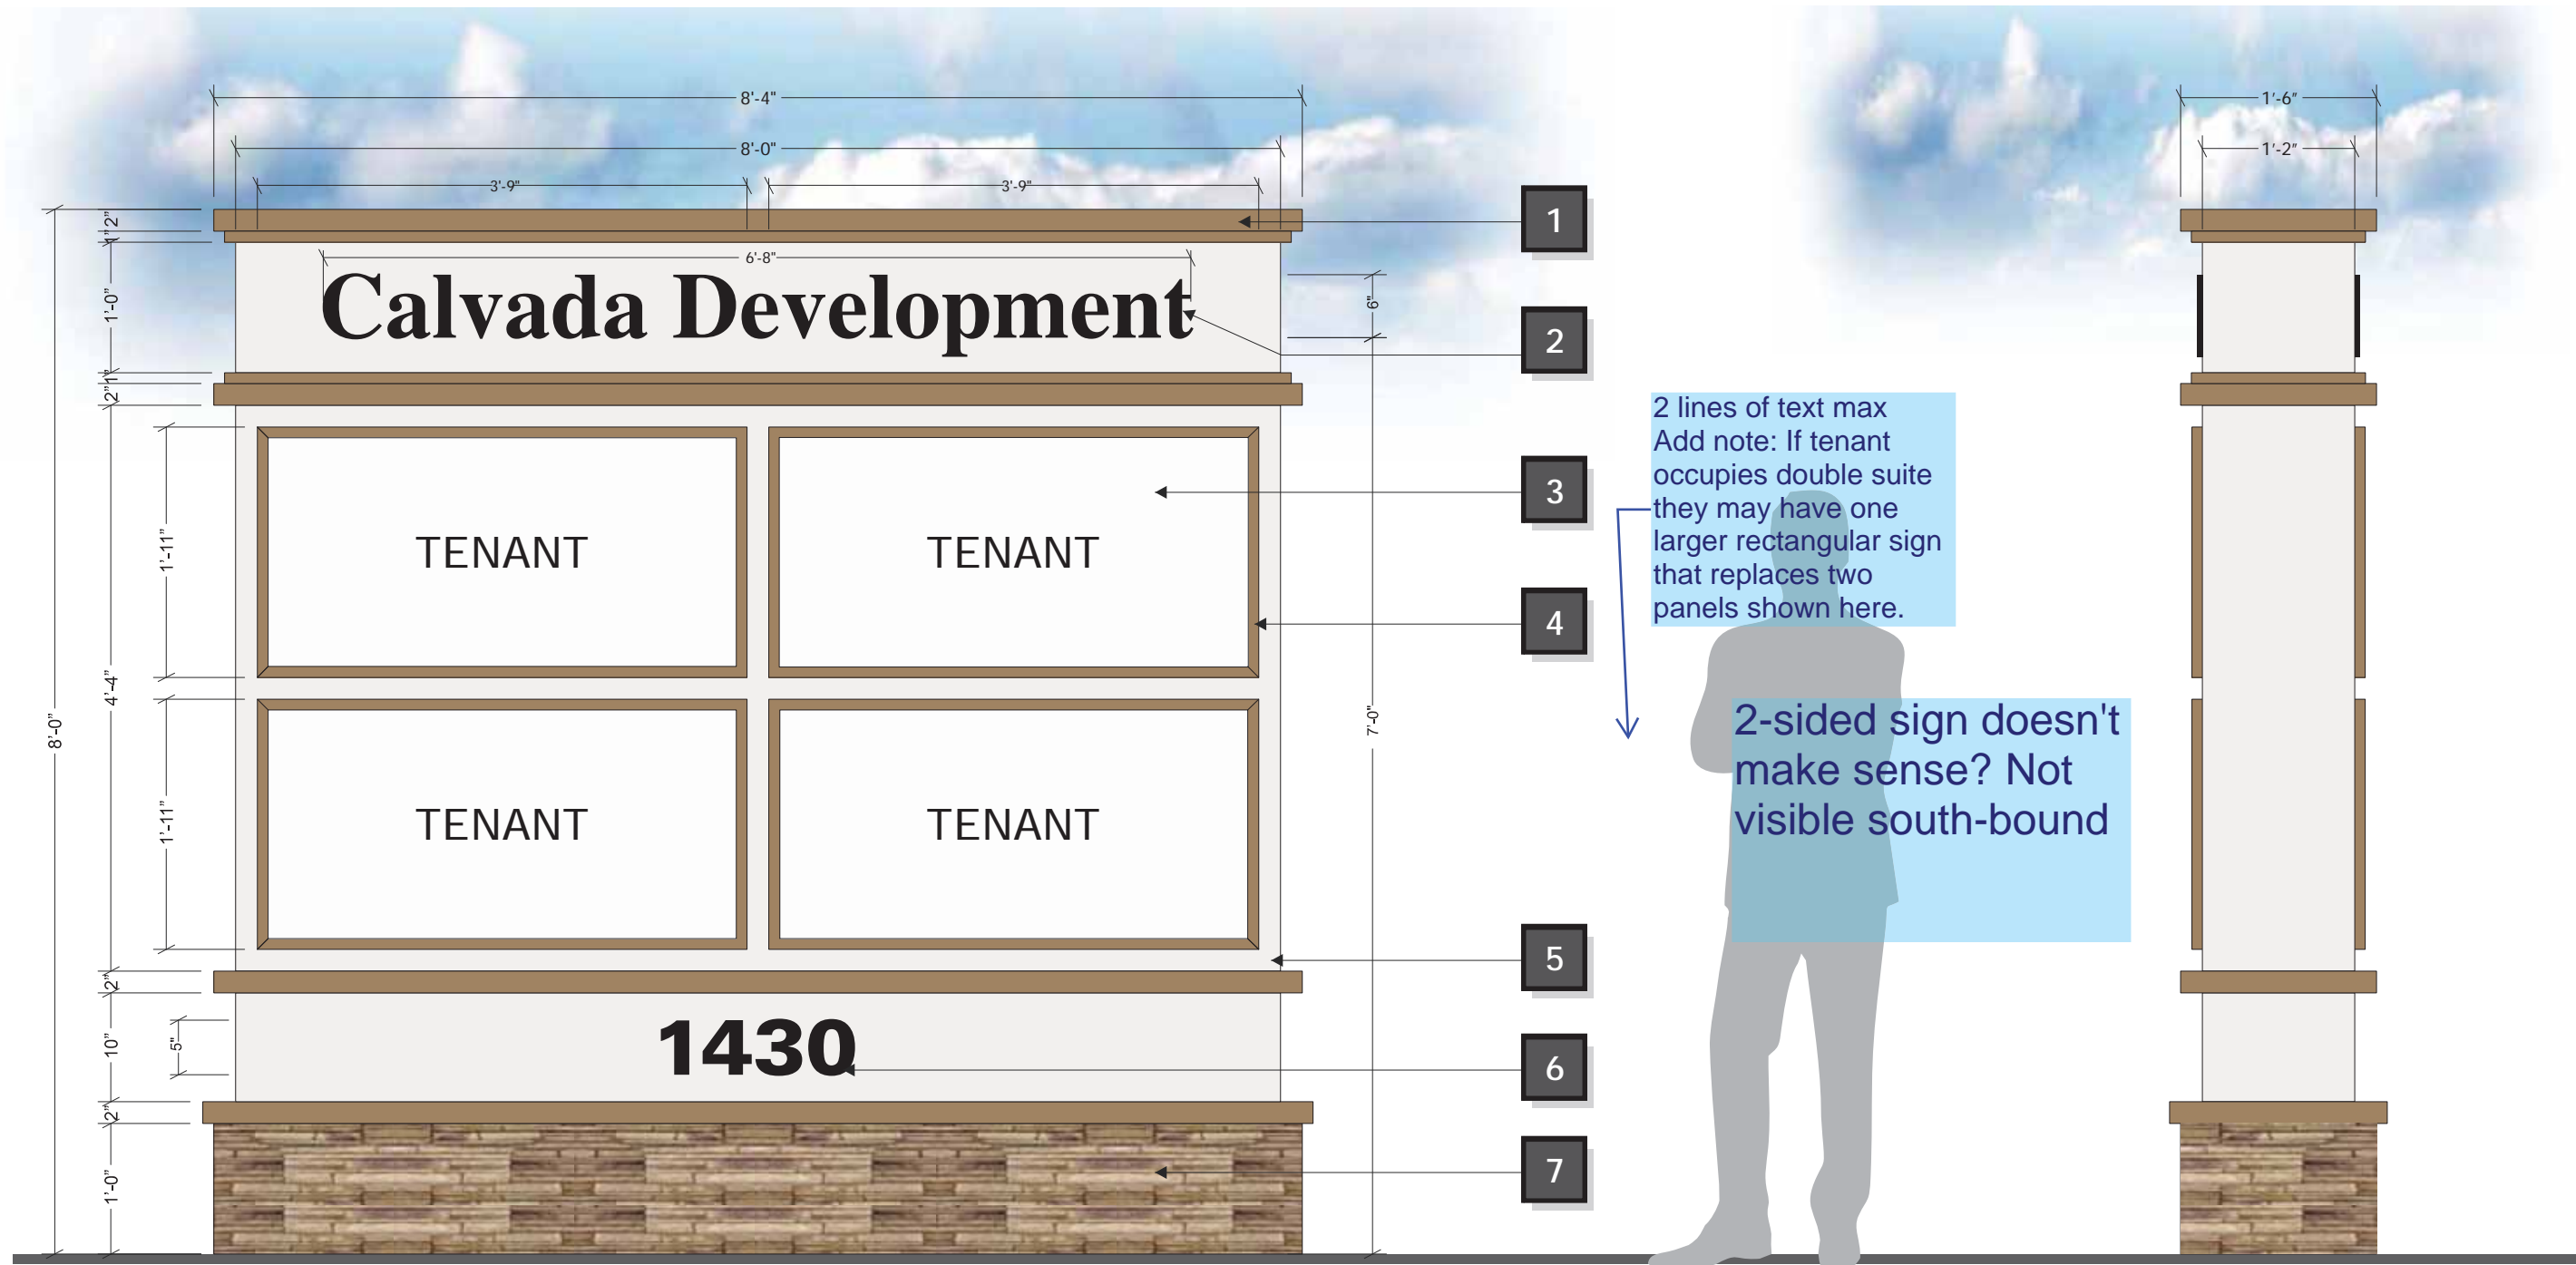 8'-4"
1'-6"
8'-0"
1'-2"
3'-9"
3'-9"
2"
1"
1
6'-8"
Calvada Development
1'-0"
6"
2
1"
2"
2 lines of text max
Add note: If tenant
occupies double suite
they may have one
larger rectangular sign
that replaces two
panels shown here.
3
1'-11"
TENANT
TENANT
4
4'-4"
8'-0"
7'-0"
2-sided sign doesn't
make sense? Not
visible south-bound
1'-11"
TENANT
TENANT
5
2"
10"
5"
1430
6
2"
7
1'-0"